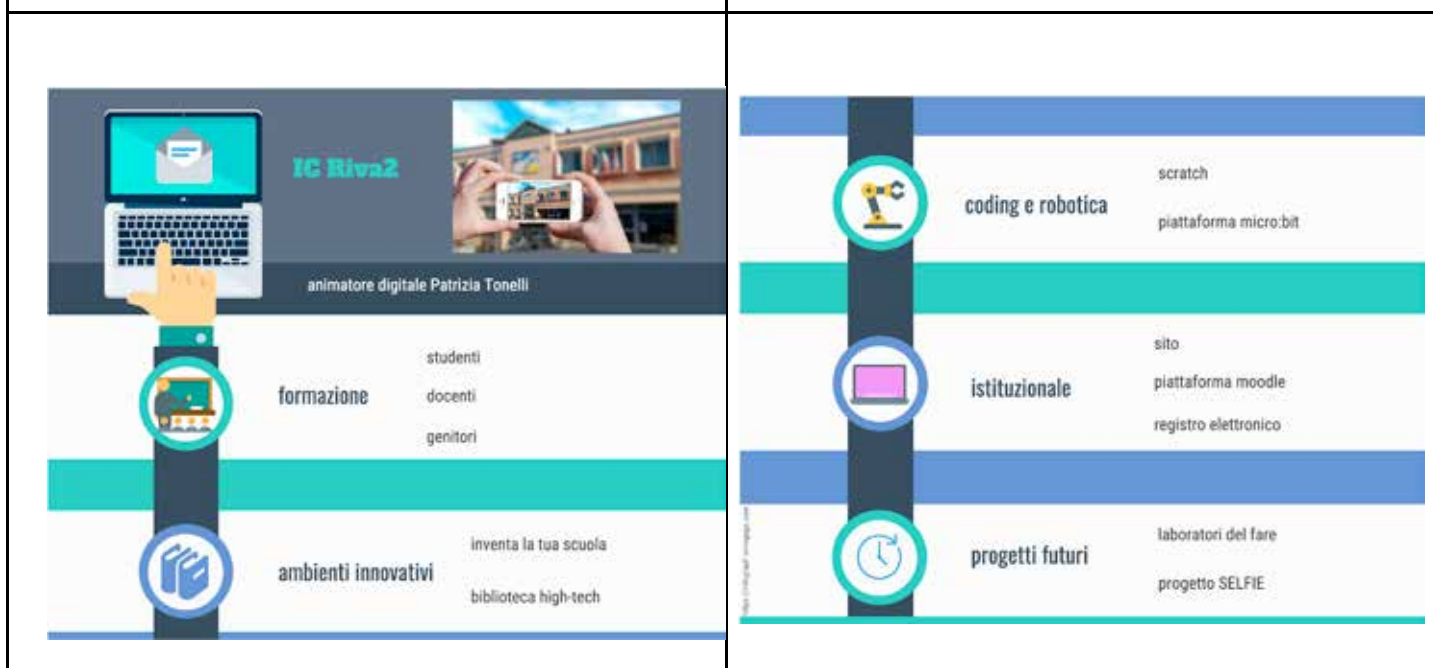 IC Riva2
animatore digitale Patrizia Tonelli
formazione
studenti
docenti
genitori
ambienti innovativi
inventa la tua scuola
biblioteca high-tech
coding e robotica
scratch
piattaforma micro:bit
istituzionale
sito
piattaforma moodle
registro elettronico
progetti futuri
laboratori del fare
progetto SELFIE